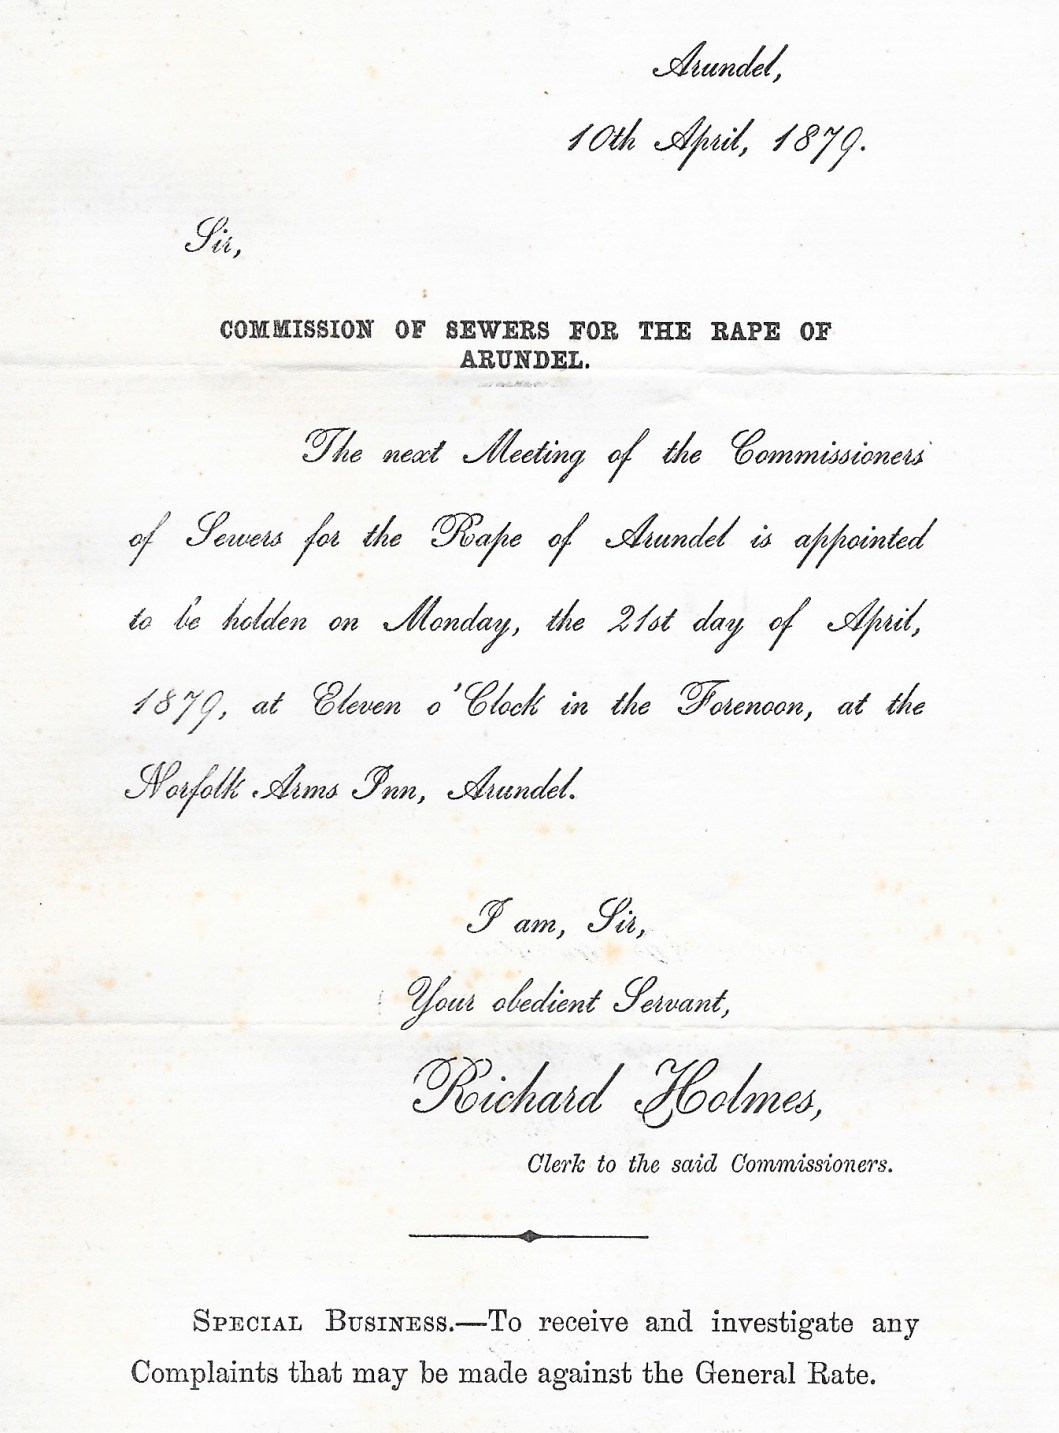 Arundel,
10th April, 1879.
Sir,
COMMISSION OF SEWERS FOR THE RAPE OF
ARUNDEL.
The next Meeting of the Commissioners
of Sewers for the Rape of Arundel is appointed
to be holden on Monday, the 21st day of April,
1879, at Eleven o'Clock in the Forenoon, at the
Norfolk Arms Inn, Arundel.
I am, Sir,
Your obedient Servant,
Richard Holmes,
Clerk to the said Commissioners.
SPECIAL BUSINESS.—To receive and investigate any
Complaints that may be made against the General Rate.